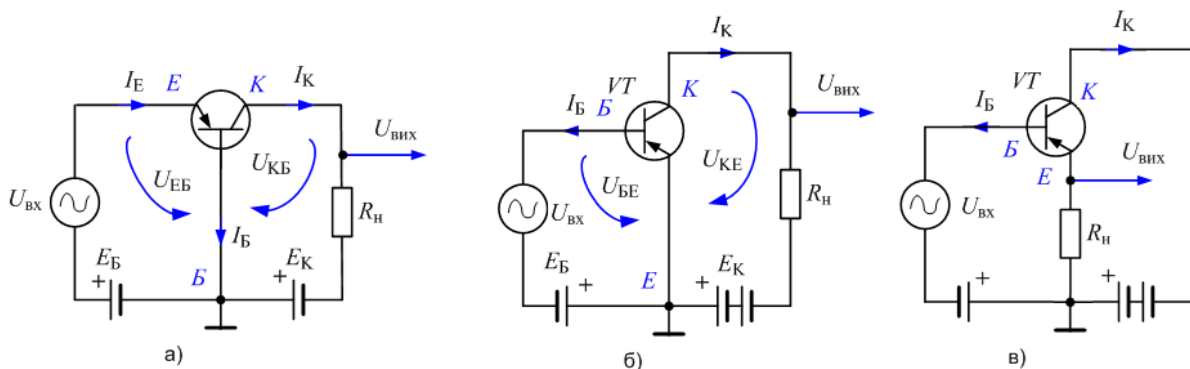 I_Е E К I_К
U_вих
U_ЕБ U_КБ
U_вх R_н
I_Б
+ E_Б Б + E_К
а)
I_К
I_Б Б VT К
U_вих
U_БЕ U_КЕ
U_вх R_н
E_Б + E E_К +
б)
I_К
VT К
I_Б Б
E U_вих
U_вх
R_н
+ +
в)